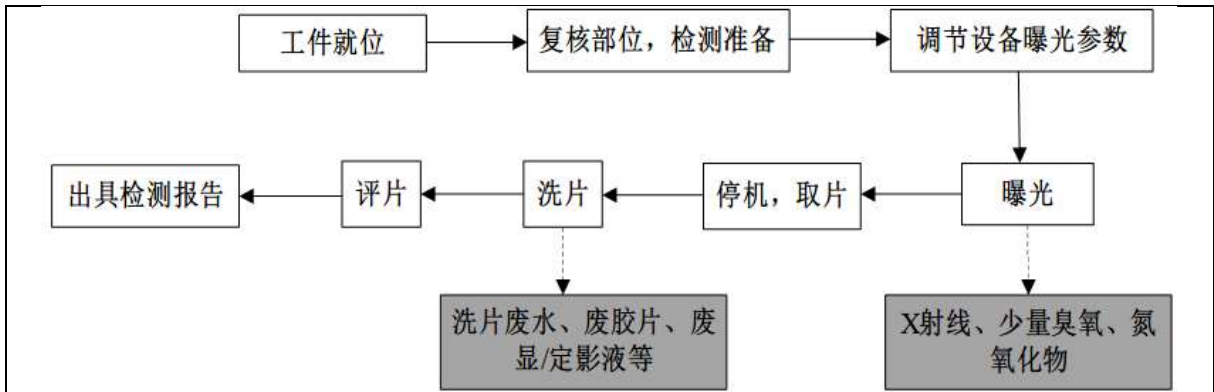 工件就位
复核部位，检测准备
调节设备曝光参数
出具检测报告
评片
洗片
停机，取片
曝光
洗片废水、废胶片、废
显/定影液等
X射线、少量臭氧、氮
氧化物